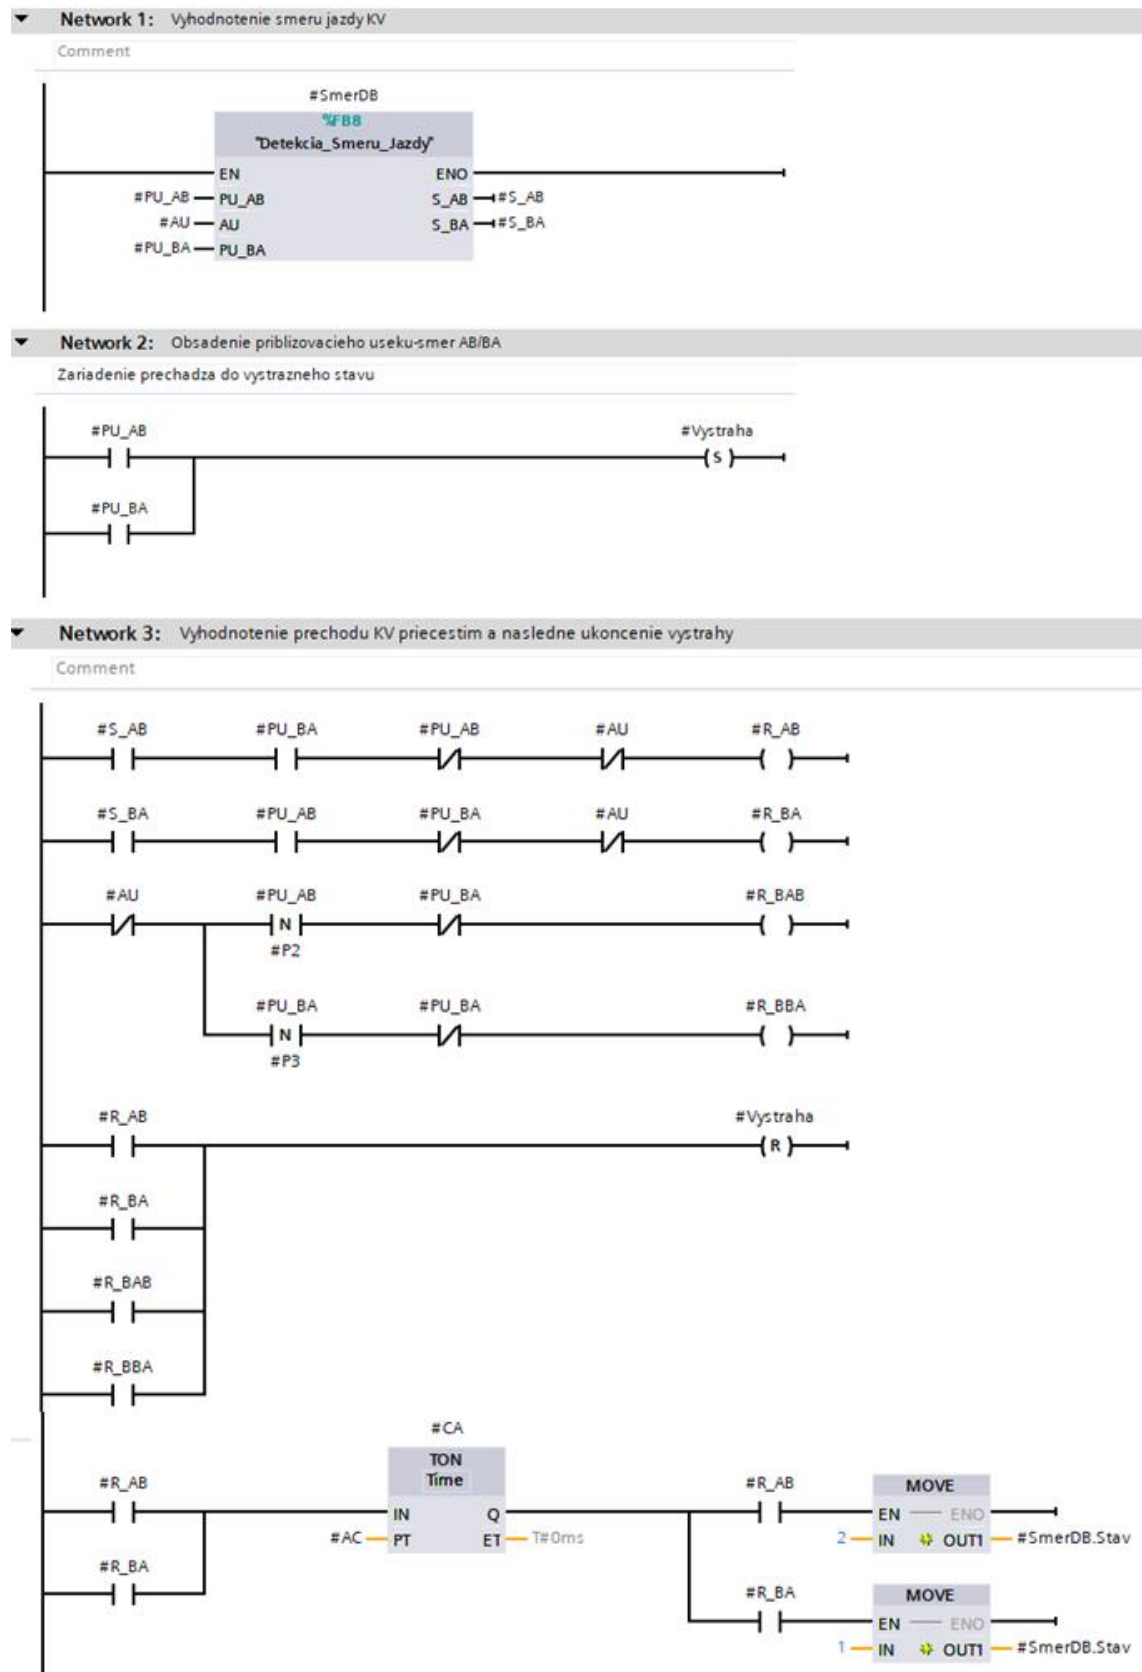 Network 1: Vyhodnotenie smeru jazdy KV
Comment
#SmerDB
%FB8
"Detekcia_Smeru_Jazdy"
EN ENO
#PU_AB PU_AB S_AB #S_AB
#AU AU S_BA #S_BA
#PU_BA PU_BA
Network 2: Obsadenie priblizovacieho useku-smer AB/BA
Zariadenie prechadza do vystrazneho stavu
#PU_AB #Vystraha
S
#PU_BA
Network 3: Vyhodnotenie prechodu KV priecestim a nasledne ukoncenie vystrahy
Comment
#S_AB #PU_BA #PU_AB #AU #R_AB
#S_BA #PU_AB #PU_BA #AU #R_BA
#AU #PU_AB #PU_BA #R_BAB
N
#P2
#PU_BA #PU_BA #R_BBA
N
#P3
#R_AB #Vystraha
R
#R_BA
#R_BAB
#R_BBA
#CA
TON
Time
#R_AB #R_AB MOVE
IN Q EN ENO
#AC PT ET T#0ms 2 IN OUT1 #SmerDB.Stav
#R_BA #R_BA MOVE
EN ENO
1 IN OUT1 #SmerDB.Stav